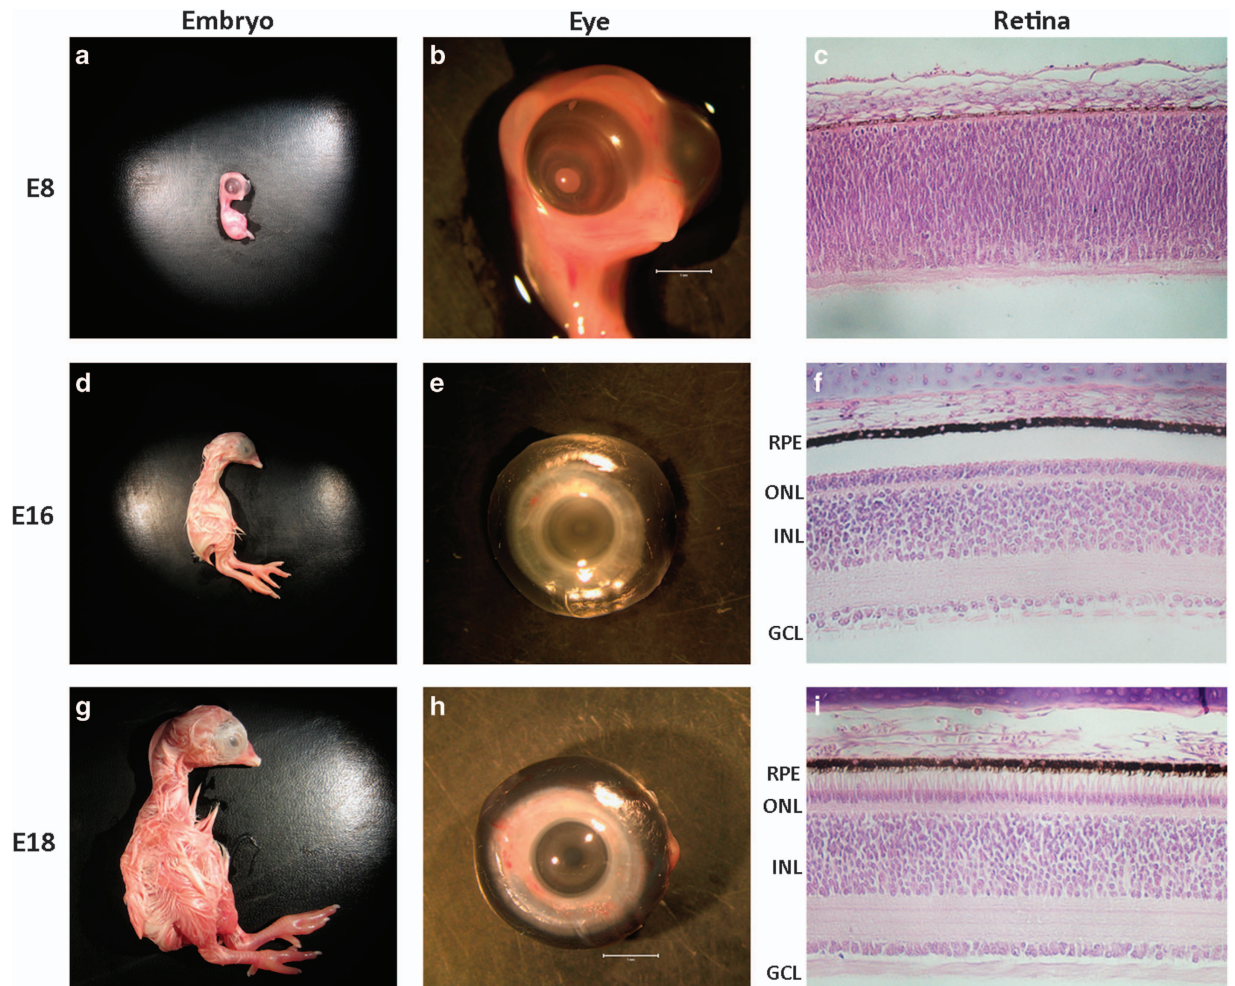 Embryo Eye Retina
a b c
E8
d e f
RPE
ONL
E16
INL
GCL
g h i
RPE
ONL
E18
INL
GCL